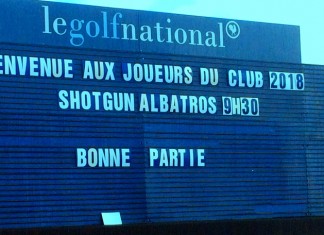 legolfnational
ENVENUE AUX JOUEURS DU CLUB 2018
SHOTGUN ALBATROS 9H30
BONNE PARTIE